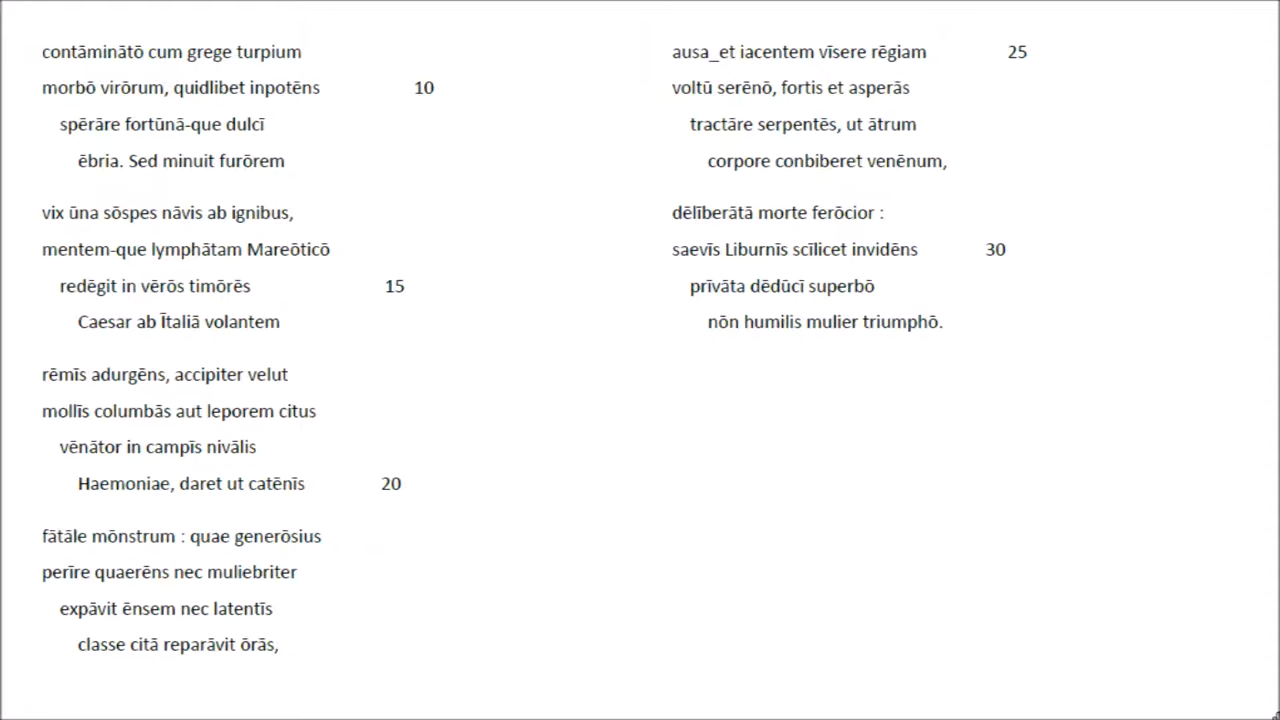 contāminātō cum grege turpium
morbō virōrum, quidlibet inpotēns 10
spērāre fortūnā-que dulcī
ēbria. Sed minuit furōrem
vix ūna sōspes nāvis ab ignibus,
mentem-que lymphātam Mareōticō
redēgit in vērōs timōrēs 15
Caesar ab Ītaliā volantem
rēmīs adurgēns, accipiter velut
mollīs columbās aut leporem citus
vēnātor in campīs nivālis
Haemoniae, daret ut catēnīs 20
fātāle mōnstrum : quae generōsius
perīre quaerēns nec muliebriter
expāvit ēnsem nec latentīs
classe citā reparāvit ōrās,
ausa_et iacentem vīsere rēgiam 25
voltū serēnō, fortis et asperās
tractāre serpentēs, ut ātrum
corpore conbiberet venēnum,
dēlīberātā morte ferōcior :
saevīs Liburnīs scīlicet invidēns 30
prīvāta dēdūcī superbō
nōn humilis mulier triumphō.